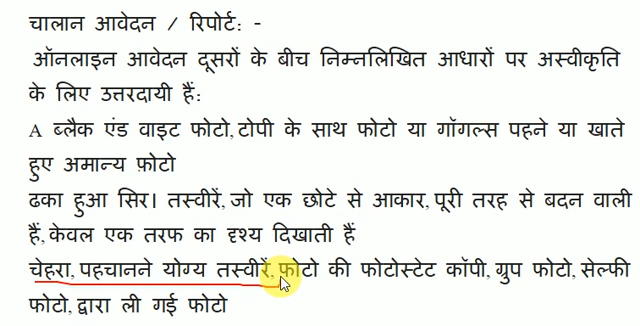 चालान आवेदन / रिपोर्ट: -
ऑनलाइन आवेदन दूसरों के बीच निम्नलिखित आधारों पर अस्वीकृति
के लिए उत्तरदायी हैं:
A ब्लैक एंड वाइट फोटो, टोपी के साथ फोटो या गॉगल्स पहने या खाते
हुए अमान्य फ़ोटो
ढका हुआ सिर। तस्वीरें, जो एक छोटे से आकार, पूरी तरह से बदन वाली
हैं, केवल एक तरफ का दृश्य दिखाती हैं
चेहरा, पहचानने योग्य तस्वीरें, फोटो की फोटोस्टेट कॉपी, ग्रुप फोटो, सेल्फी
फोटो, द्वारा ली गई फोटो